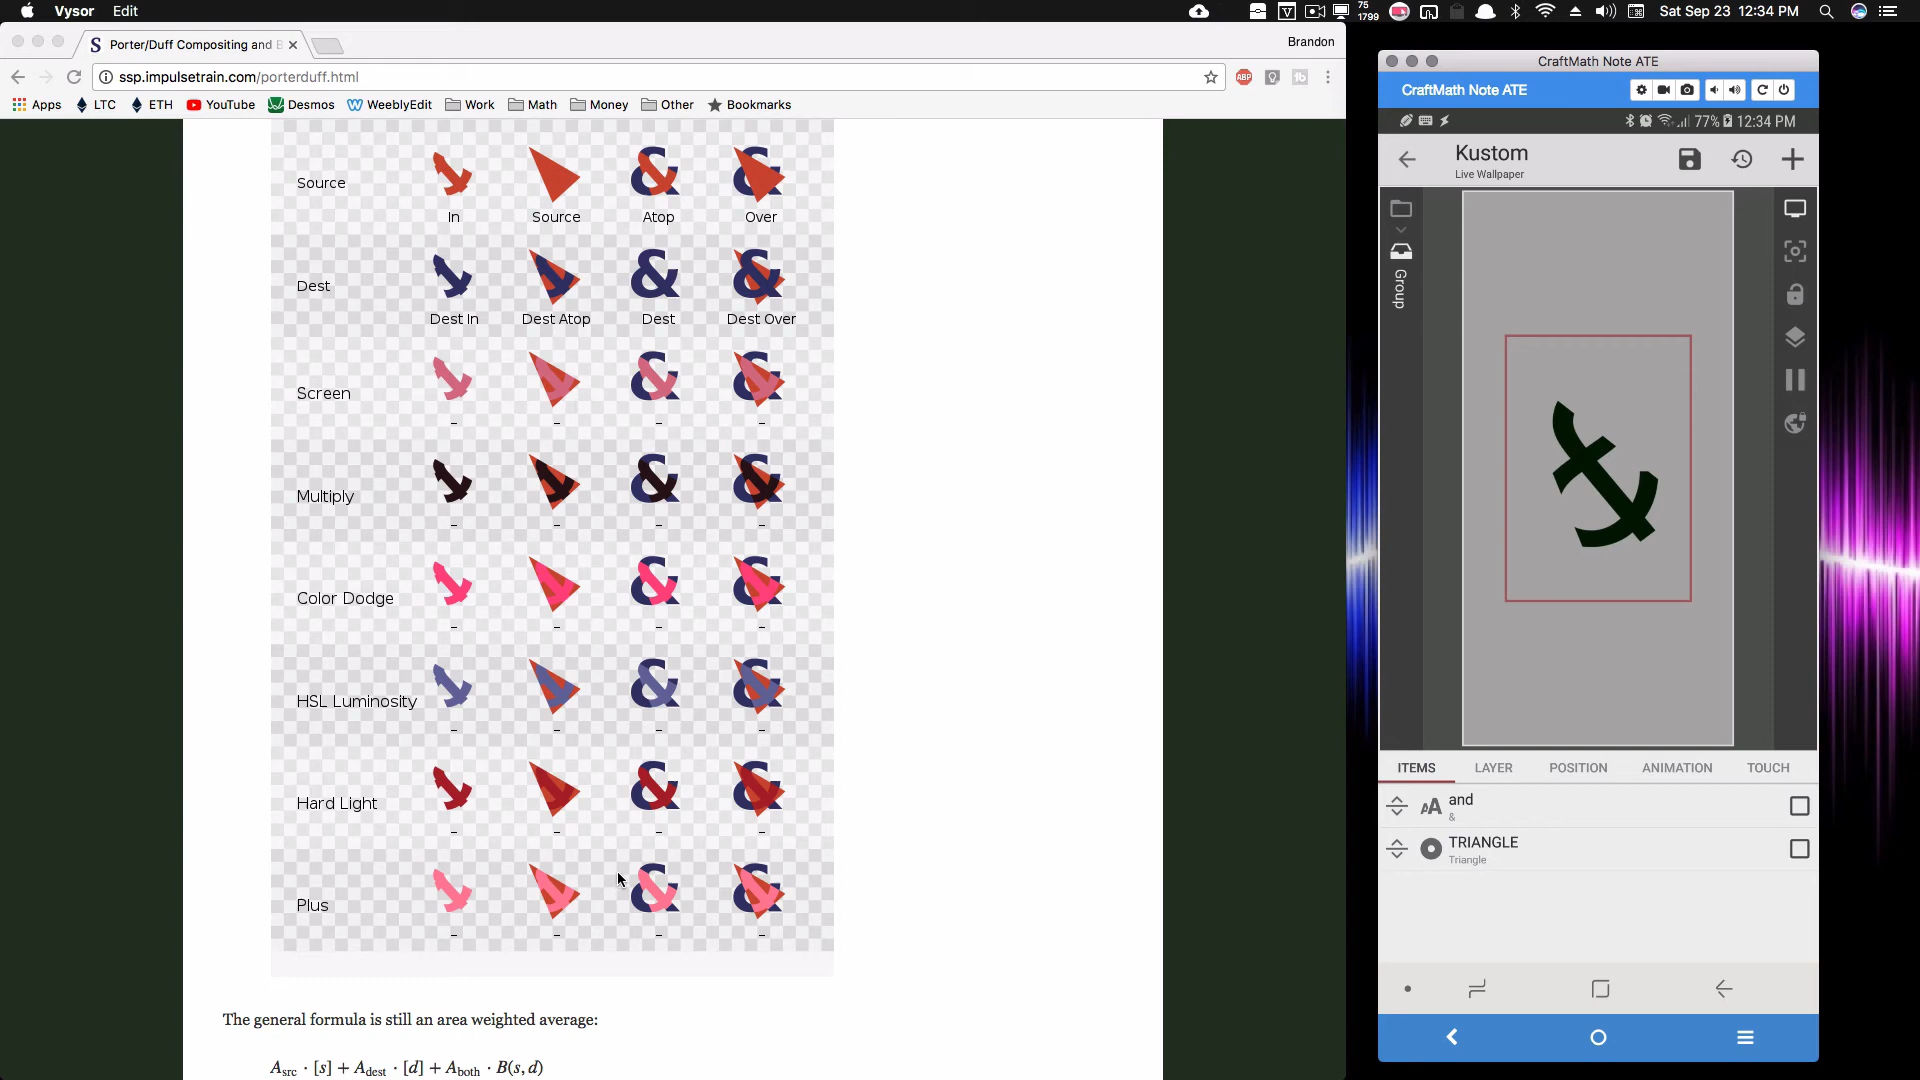 Vysor Edit
75
1799
Sat Sep 23 12:34 PM
S Porter/Duff Compositing and B
Brandon
ssp.impulsetrain.com/porterduff.html
ABP
Apps LTC ETH YouTube Desmos WeeblyEdit Work Math Money Other Bookmarks
Source
& &
In Source Atop Over
Dest
& &
Dest In Dest Atop Dest Dest Over
Screen
& &
– – – –
Multiply
& &
– – – –
Color Dodge
& &
– – – –
HSL Luminosity
& &
– – – –
Hard Light
& &
– – – –
Plus
& &
– – – –
The general formula is still an area weighted average:
Asrc · [s] + Adest · [d] + Aboth · B(s, d)
CraftMath Note ATE
CraftMath Note ATE
77% 12:34 PM
Kustom
Live Wallpaper
Group
ITEMS LAYER POSITION ANIMATION TOUCH
AA and
&
TRIANGLE
Triangle